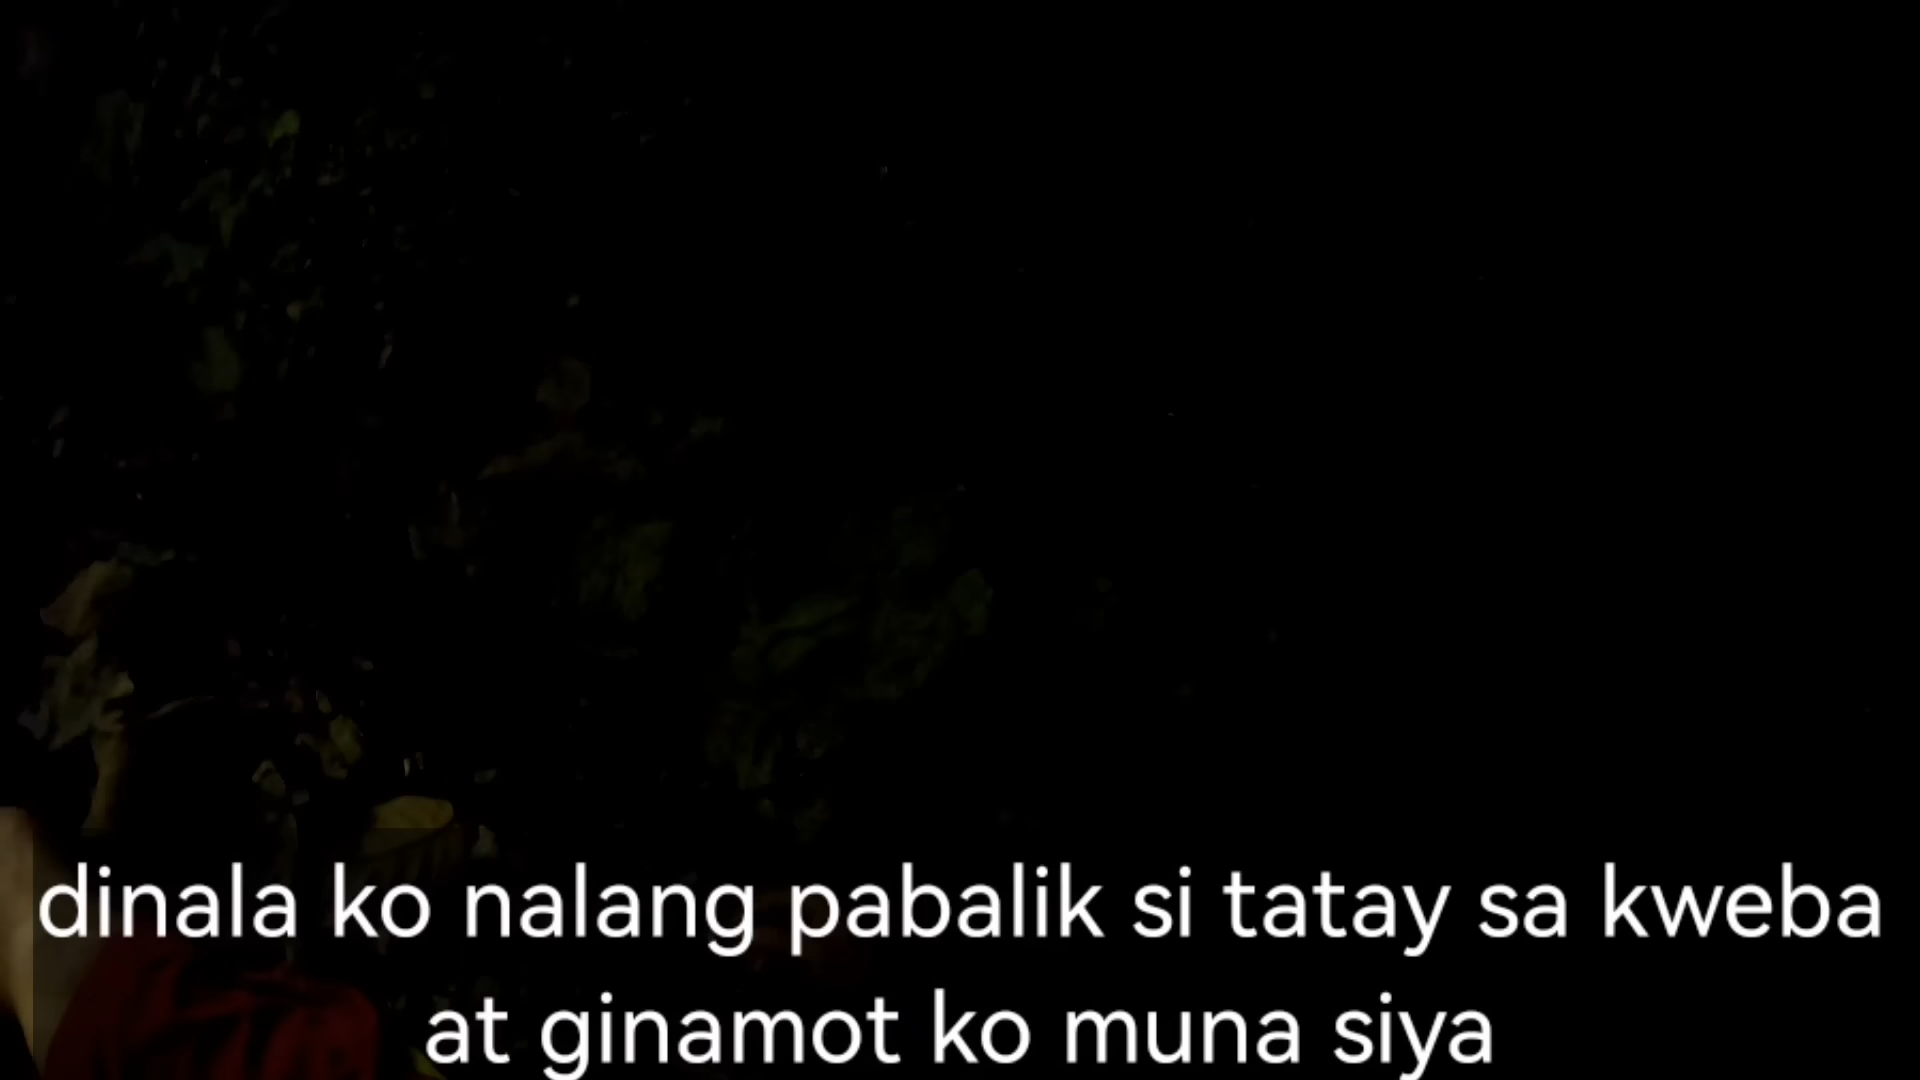 dinala ko nalang pabalik si tatay sa kweba
at ginamot ko muna siya